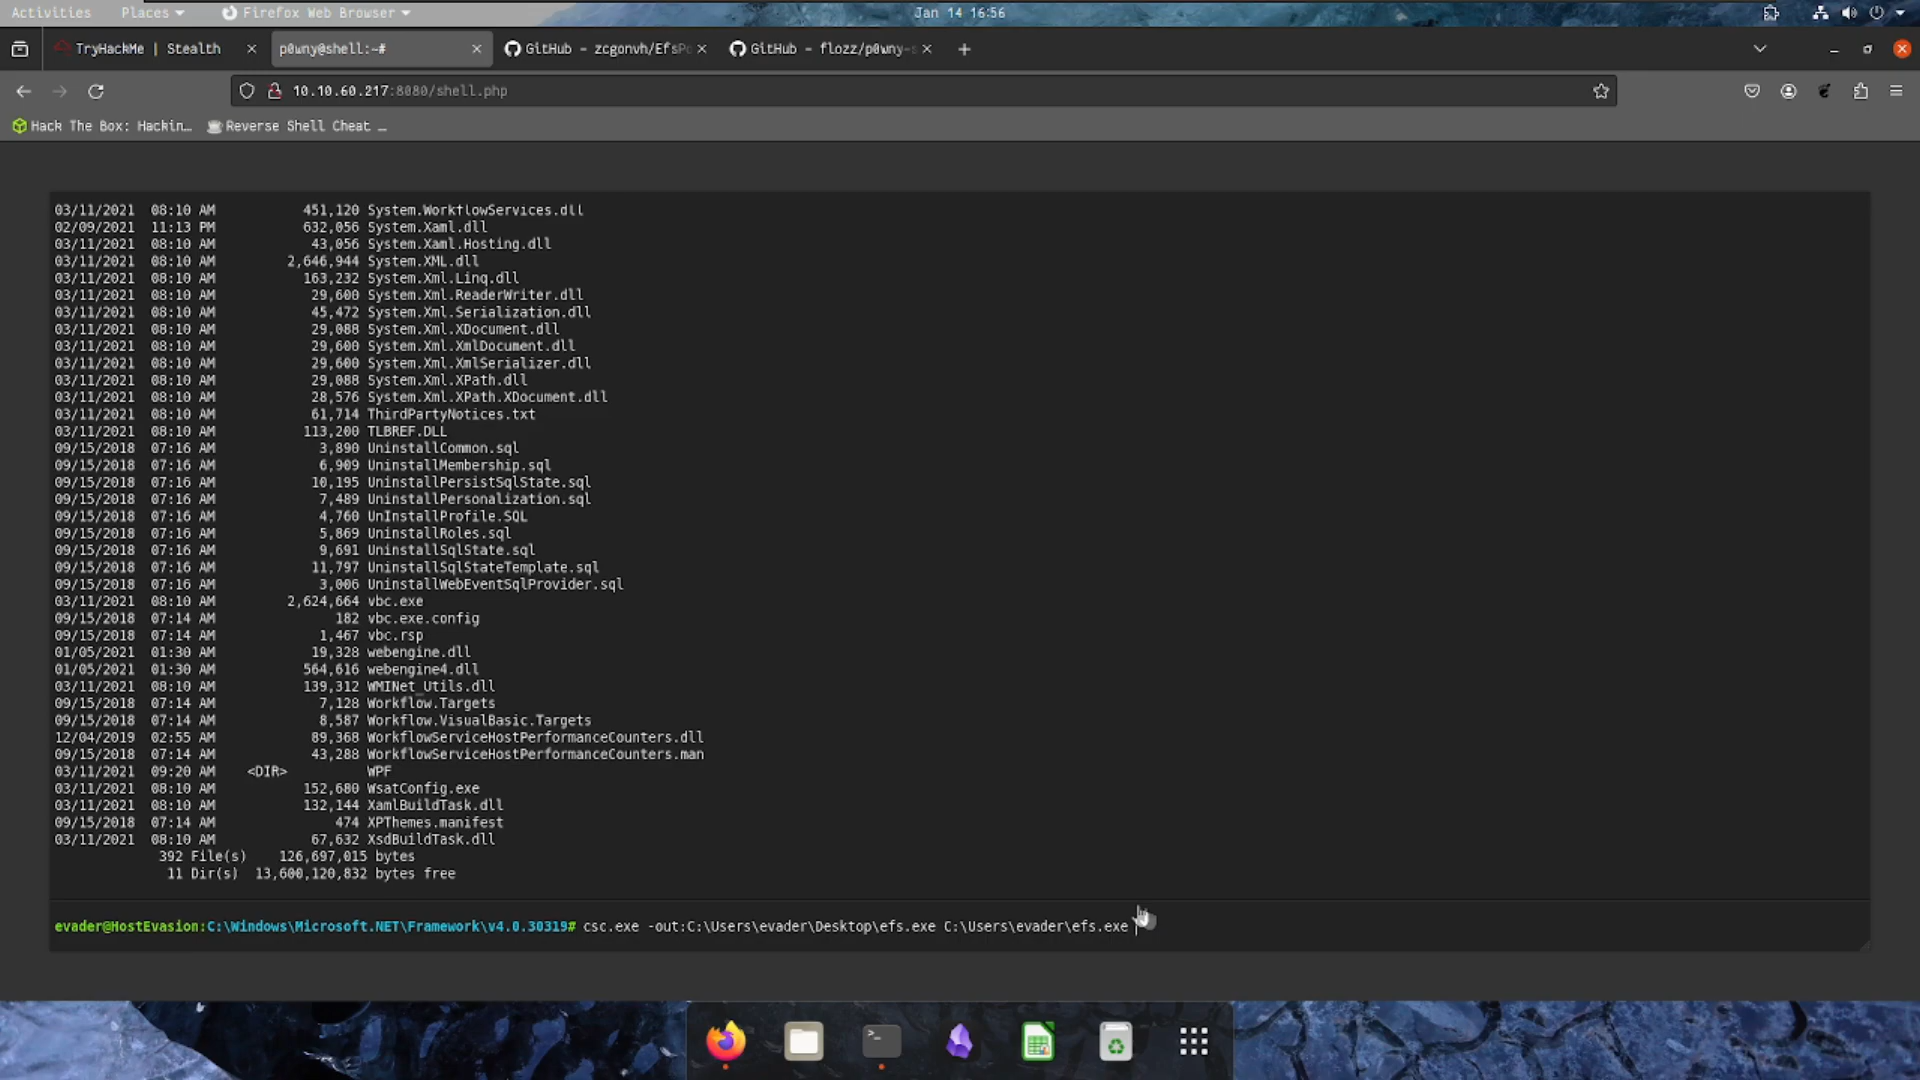 Activities Places Firefox Web Browser Jan 14 16:56
TryHackMe | Stealth p0wny@shell:~# GitHub - zcgonvh/EfsPo GitHub - flozz/p0wny-s
10.10.60.217:8080/shell.php
Hack The Box: Hackin… Reverse Shell Cheat …
03/11/2021 08:10 AM 451,120 System.WorkflowServices.dll
02/09/2021 11:13 PM 632,056 System.Xaml.dll
03/11/2021 08:10 AM 43,056 System.Xaml.Hosting.dll
03/11/2021 08:10 AM 2,646,944 System.XML.dll
03/11/2021 08:10 AM 163,232 System.Xml.Linq.dll
03/11/2021 08:10 AM 29,600 System.Xml.ReaderWriter.dll
03/11/2021 08:10 AM 45,472 System.Xml.Serialization.dll
03/11/2021 08:10 AM 29,088 System.Xml.XDocument.dll
03/11/2021 08:10 AM 29,600 System.Xml.XmlDocument.dll
03/11/2021 08:10 AM 29,600 System.Xml.XmlSerializer.dll
03/11/2021 08:10 AM 29,088 System.Xml.XPath.dll
03/11/2021 08:10 AM 28,576 System.Xml.XPath.XDocument.dll
03/11/2021 08:10 AM 61,714 ThirdPartyNotices.txt
03/11/2021 08:10 AM 113,200 TLBREF.DLL
09/15/2018 07:16 AM 3,890 UninstallCommon.sql
09/15/2018 07:16 AM 6,909 UninstallMembership.sql
09/15/2018 07:16 AM 10,195 UninstallPersistSqlState.sql
09/15/2018 07:16 AM 7,489 UninstallPersonalization.sql
09/15/2018 07:16 AM 4,760 UnInstallProfile.SQL
09/15/2018 07:16 AM 5,869 UninstallRoles.sql
09/15/2018 07:16 AM 9,691 UninstallSqlState.sql
09/15/2018 07:16 AM 11,797 UninstallSqlStateTemplate.sql
09/15/2018 07:16 AM 3,006 UninstallWebEventSqlProvider.sql
03/11/2021 08:10 AM 2,624,664 vbc.exe
09/15/2018 07:14 AM 182 vbc.exe.config
09/15/2018 07:14 AM 1,467 vbc.rsp
01/05/2021 01:30 AM 19,328 webengine.dll
01/05/2021 01:30 AM 564,616 webengine4.dll
03/11/2021 08:10 AM 139,312 WMINet_Utils.dll
09/15/2018 07:14 AM 7,128 Workflow.Targets
09/15/2018 07:14 AM 8,587 Workflow.VisualBasic.Targets
12/04/2019 02:55 AM 89,368 WorkflowServiceHostPerformanceCounters.dll
09/15/2018 07:14 AM 43,288 WorkflowServiceHostPerformanceCounters.man
03/11/2021 09:20 AM <DIR> WPF
03/11/2021 08:10 AM 152,680 WsatConfig.exe
03/11/2021 08:10 AM 132,144 XamlBuildTask.dll
09/15/2018 07:14 AM 474 XPThemes.manifest
03/11/2021 08:10 AM 67,632 XsdBuildTask.dll
392 File(s) 126,697,015 bytes
11 Dir(s) 13,600,120,832 bytes free
evader@HostEvasion:C:\Windows\Microsoft.NET\Framework\v4.0.30319# csc.exe -out:C:\Users\evader\Desktop\efs.exe C:\Users\evader\efs.exe